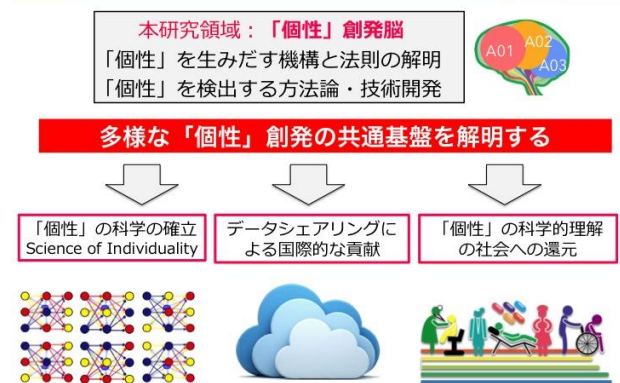 本研究領域：「個性」創発脳
「個性」を生みだす機構と法則の解明
「個性」を検出する方法論・技術開発
A01
A02
A03
多様な「個性」創発の共通基盤を解明する
「個性」の科学の確立
Science of Individuality
データシェアリングに
よる国際的な貢献
「個性」の科学的理解
の社会への還元